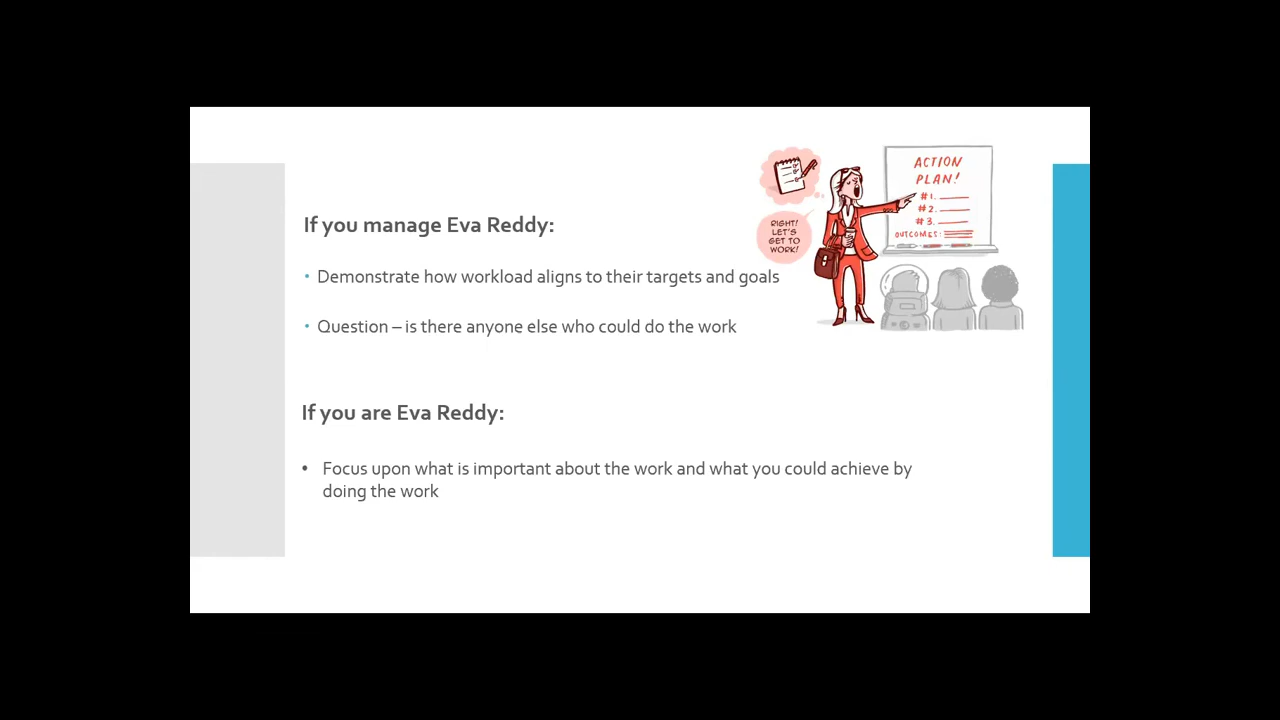 If you manage Eva Reddy:
• Demonstrate how workload aligns to their targets and goals
• Question – is there anyone else who could do the work
If you are Eva Reddy:
• Focus upon what is important about the work and what you could achieve by
doing the work
RIGHT!
LET'S
GET TO
WORK!
ACTION
PLAN!
#1.
#2.
#3.
OUTCOMES: